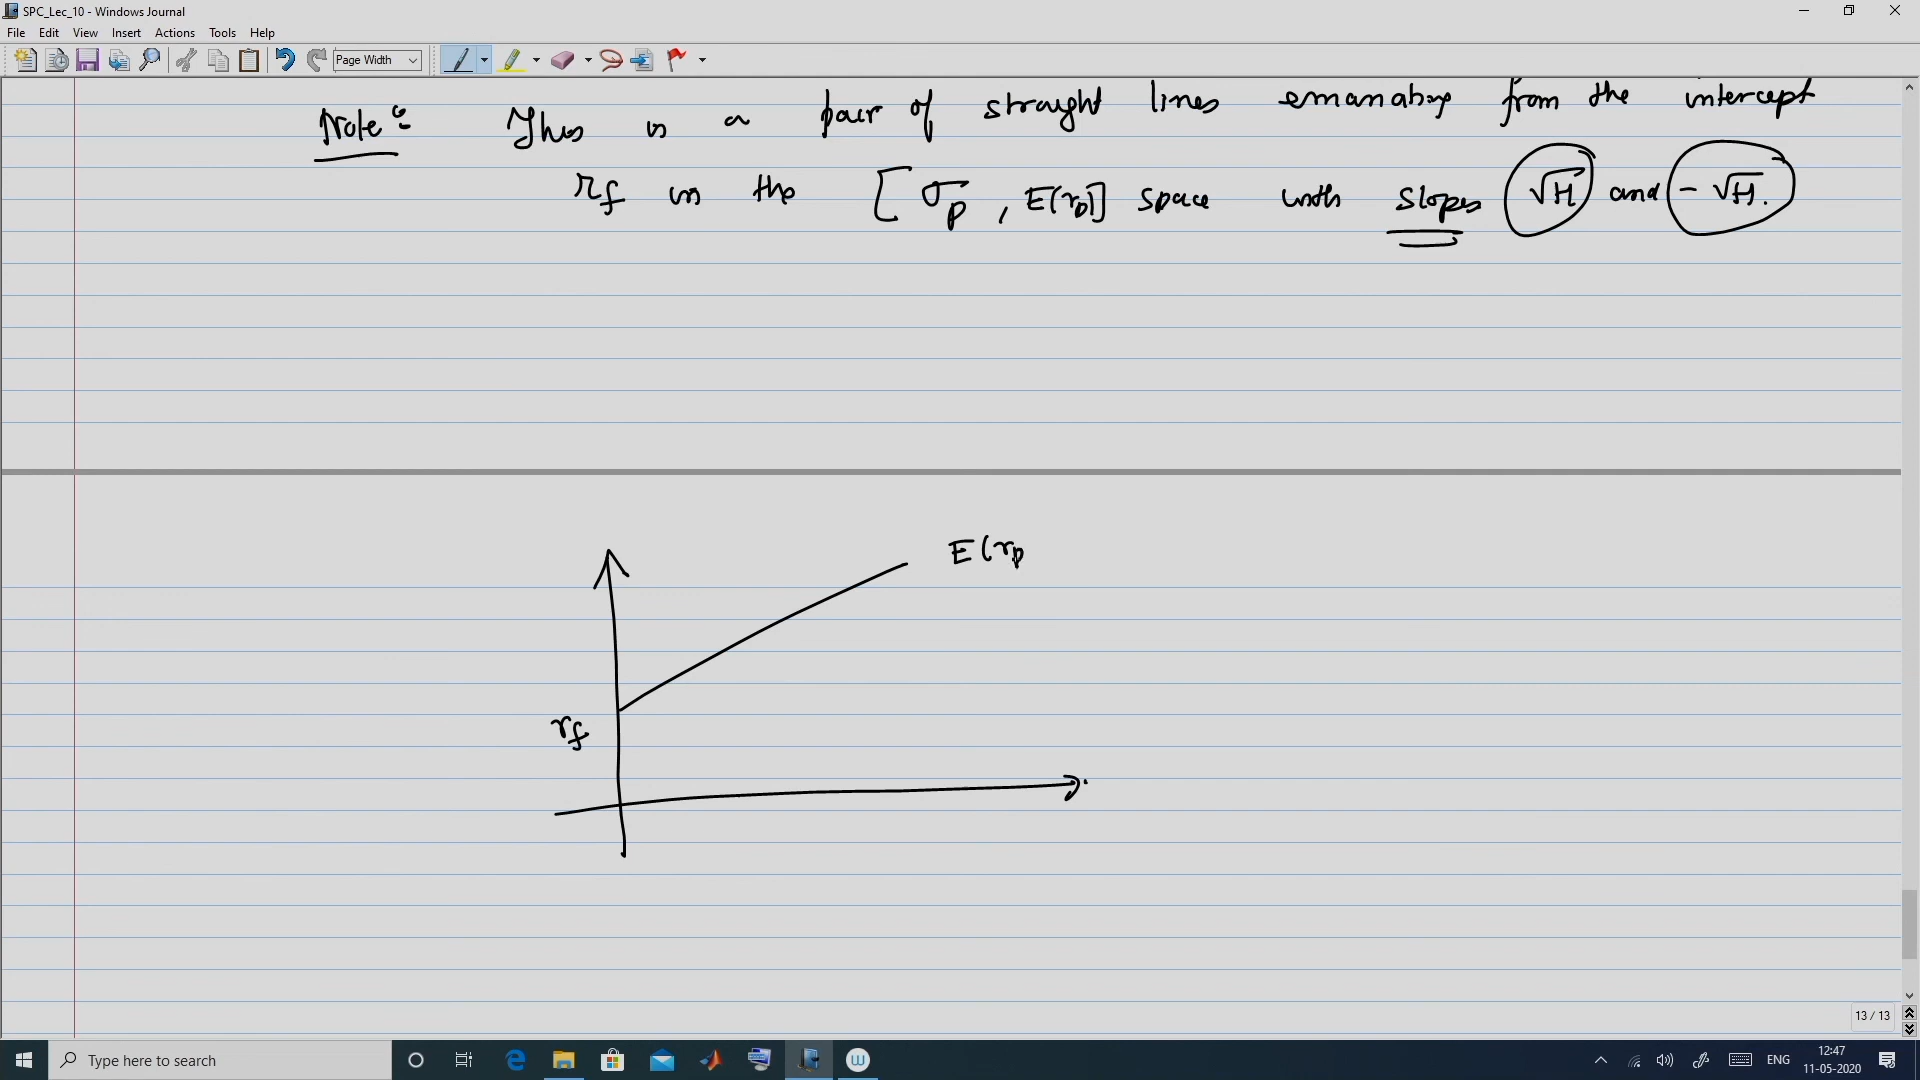 SPC_Lec_10 - Windows Journal
File Edit View Insert Actions Tools Help
Page Width
Note: This is a pair of straight lines emanating from the intercept
rf in the [σp, E(rp)] space with slopes √H and -√H.
E(rp
rf
13 / 13
Type here to search
ENG
12:47
11-05-2020